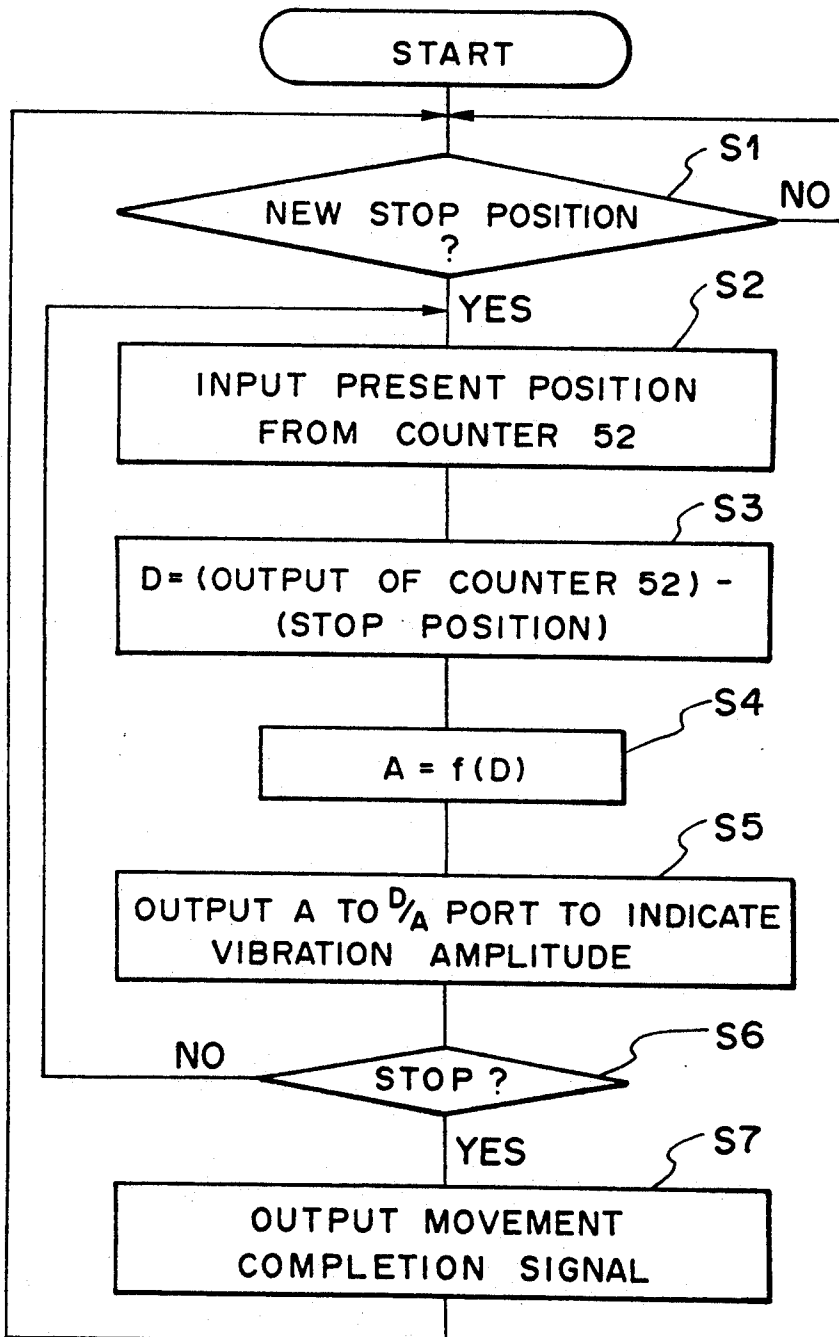 START
S1
NO
NEW STOP POSITION
?
YES
S2
INPUT PRESENT POSITION
FROM COUNTER 52
S3
D=(OUTPUT OF COUNTER 52) -
(STOP POSITION)
S4
A = f(D)
S5
OUTPUT A TO D/A PORT TO INDICATE
VIBRATION AMPLITUDE
S6
NO
STOP ?
YES
S7
OUTPUT MOVEMENT
COMPLETION SIGNAL